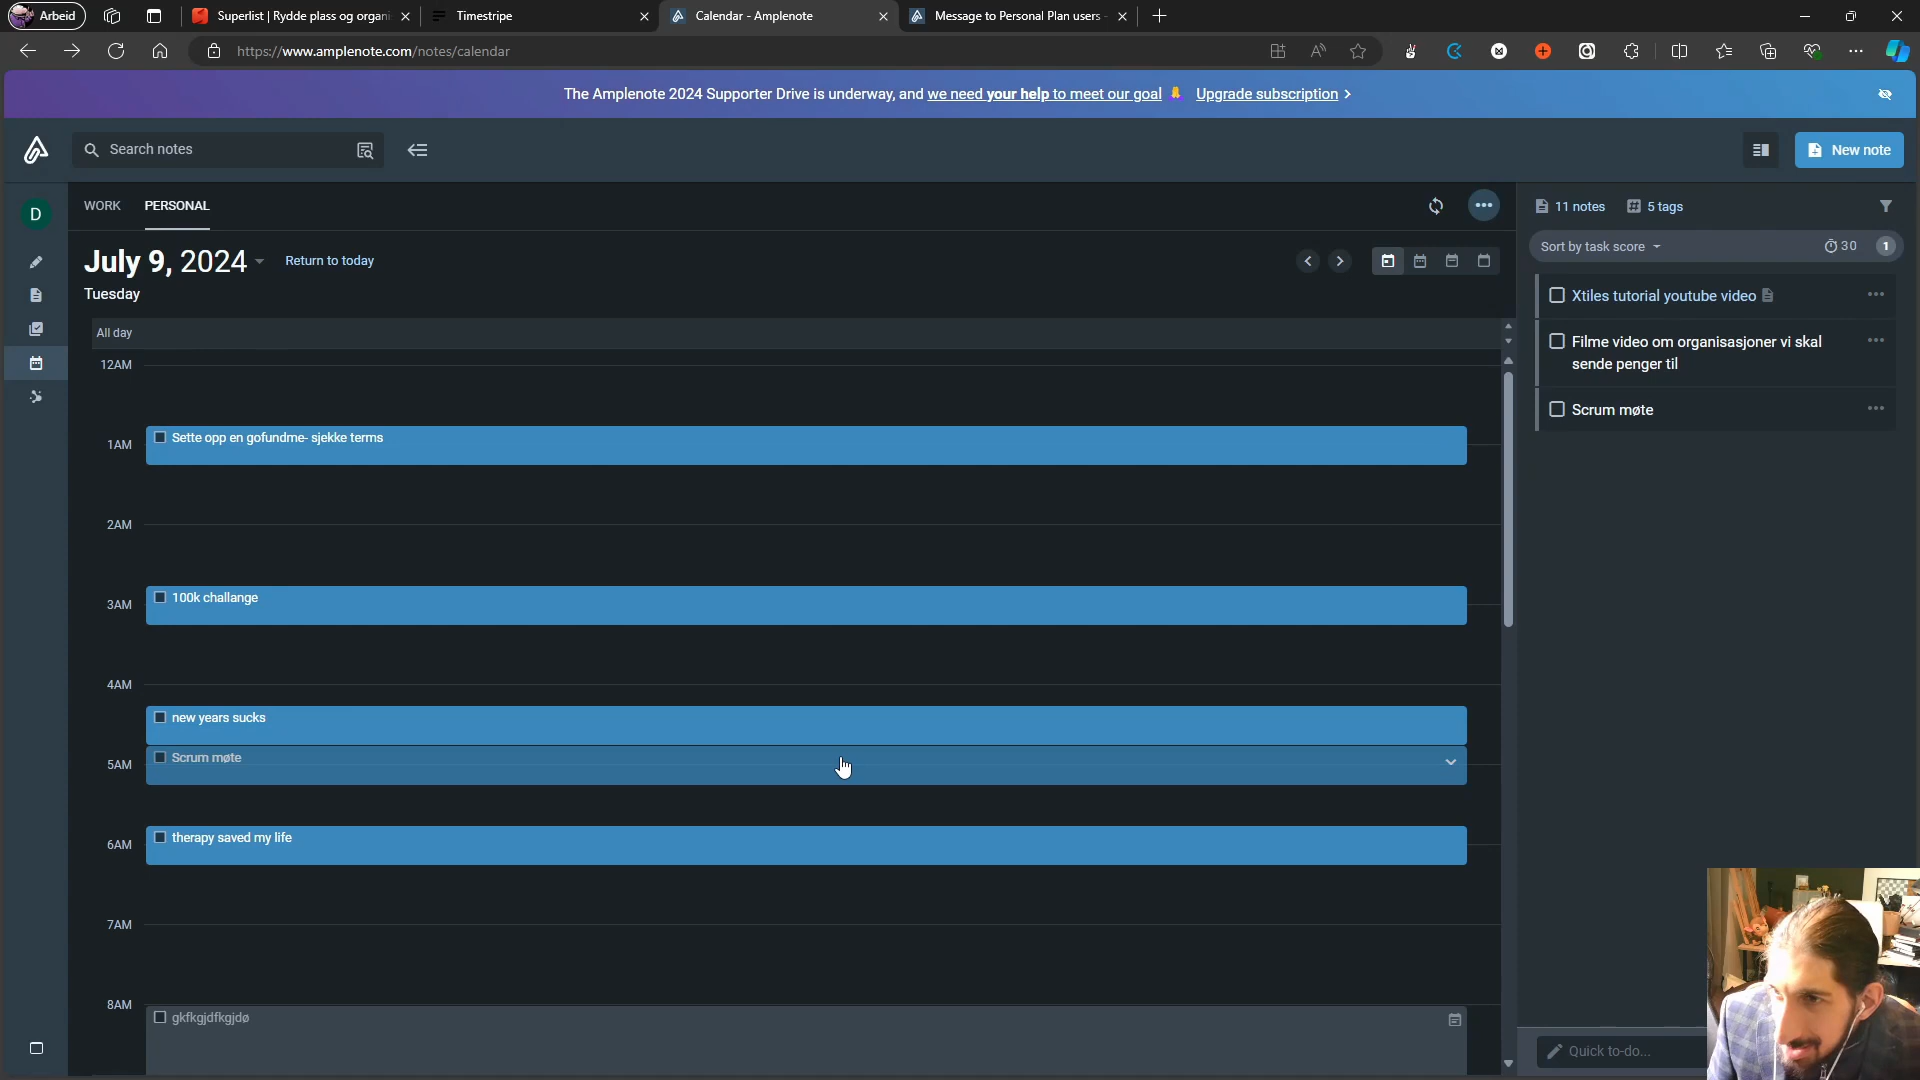 Arbeid
Superlist | Rydde plass og organi
Timestripe
Calendar - Amplenote
Message to Personal Plan users -
https://www.amplenote.com/notes/calendar
The Amplenote 2024 Supporter Drive is underway, and we need your help to meet our goal Upgrade subscription >
Search notes
New note
D
WORK
PERSONAL
11 notes
5 tags
July 9, 2024
Return to today
Sort by task score
30
1
Tuesday
Xtiles tutorial youtube video
Filme video om organisasjoner vi skal
sende penger til
Scrum møte
All day
12AM
1AM
Sette opp en gofundme- sjekke terms
2AM
3AM
100k challange
4AM
new years sucks
5AM
Scrum møte
6AM
therapy saved my life
7AM
8AM
gkfkgjdfkgjdø
Quick to-do...